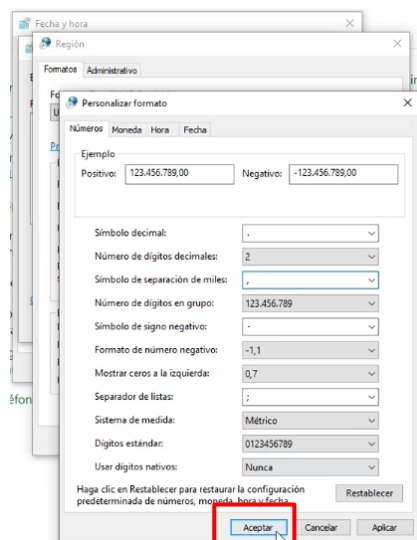 Fecha y hora
Región
Formatos Administrativo
Personalizar formato
Números Moneda Hora Fecha
Ejemplo
Positivo: 123.456.789,00 Negativo: -123.456.789,00
Símbolo decimal: .
Número de dígitos decimales: 2
Símbolo de separación de miles: ,
Número de dígitos en grupo: 123.456.789
Símbolo de signo negativo: -
Formato de número negativo: -1,1
Mostrar ceros a la izquierda: 0,7
Separador de listas: ;
Sistema de medida: Métrico
Dígitos estándar: 0123456789
Usar dígitos nativos: Nunca
Haga clic en Restablecer para restaurar la configuración
predeterminada de números, moneda, hora y fecha.
Restablecer
Aceptar Cancelar Aplicar